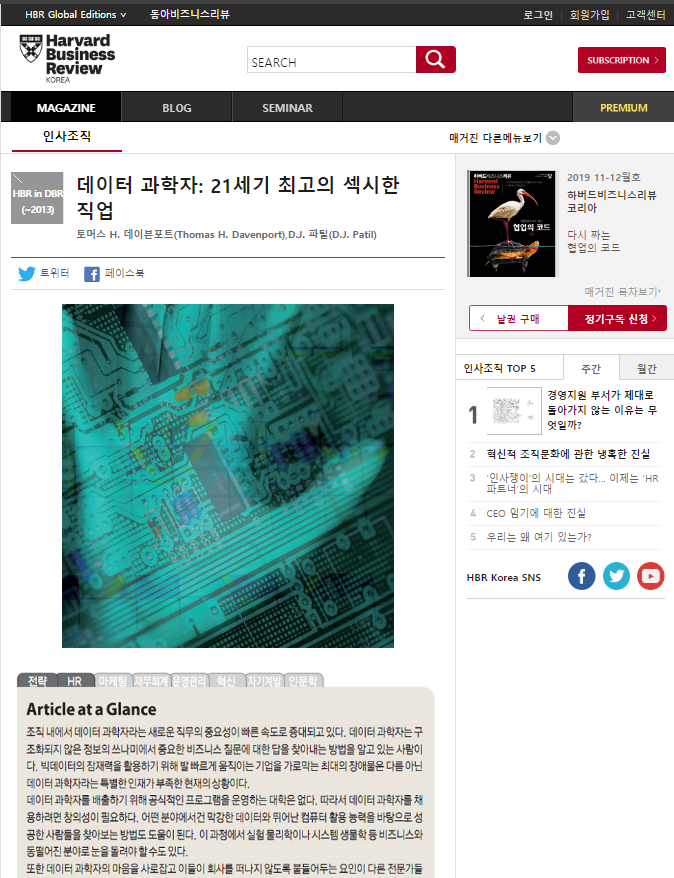 HBR Global Editions
동아비즈니스리뷰
로그인 | 회원가입 | 고객센터
Harvard
Business
Review
KOREA
SEARCH
SUBSCRIPTION
MAGAZINE
BLOG
SEMINAR
PREMIUM
인사조직
매거진 다른메뉴보기
HBR in DBR
(~2013)
데이터 과학자: 21세기 최고의 섹시한
직업
토머스 H. 데이븐포트(Thomas H. Davenport),D.J. 파틸(D.J. Patil)
트위터
페이스북
전략 HR 마케팅 재무회계 운영관리 혁신 자기계발 인문학
Article at a Glance
조직 내에서 데이터 과학자라는 새로운 직무의 중요성이 빠른 속도로 증대되고 있다. 데이터 과학자는 구
조화되지 않은 정보의 쓰나미에서 중요한 비즈니스 질문에 대한 답을 찾아내는 방법을 알고 있는 사람이
다. 빅데이터의 잠재력을 활용하기 위해 발 빠르게 움직이는 기업을 가로막는 최대의 장애물은 다름 아닌
데이터 과학자라는 특별한 인재가 부족한 현재의 상황이다.
데이터 과학자를 배출하기 위해 공식적인 프로그램을 운영하는 대학은 없다. 따라서 데이터 과학자를 채
용하려면 창의성이 필요하다. 어떤 분야에서건 막강한 데이터와 뛰어난 컴퓨터 활용 능력을 바탕으로 성
공한 사람들을 찾아보는 방법도 도움이 된다. 이 과정에서 실험 물리학이나 시스템 생물학 등 비즈니스와
동떨어진 분야로 눈을 돌려야 할 수도 있다.
또한 데이터 과학자의 마음을 사로잡고 이들이 회사를 떠나지 않도록 붙들어두는 요인이 다른 전문가들
하버드비즈니스리뷰
Harvard
Business
Review
협업의 코드
2019 11-12월호
하버드비즈니스리뷰
코리아
다시 짜는
협업의 코드
매거진 목차보기
낱권 구매
정기구독 신청
인사조직 TOP 5
주간
월간
1
경영지원 부서가 제대로
돌아가지 않는 이유는 무
엇일까?
2 혁신적 조직문화에 관한 냉혹한 진실
3 ‘인사쟁이’의 시대는 갔다… 이제는 ‘HR
파트너’의 시대
4 CEO 임기에 대한 진실
5 우리는 왜 여기 있는가?
HBR Korea SNS